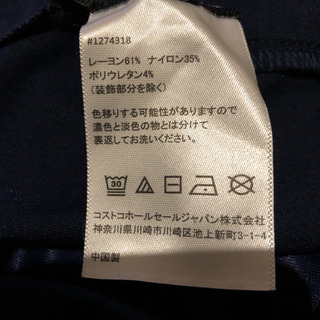 #1274318
レーヨン61% ナイロン35%
ポリウレタン4%
(装飾部分を除く)
色移りする可能性がありますので
濃色と淡色の物とは分けて
裏返してお洗い下さい。
30
コストコホールセールジャパン株式会社
神奈川県川崎市川崎区池上新町3-1-4
中国製